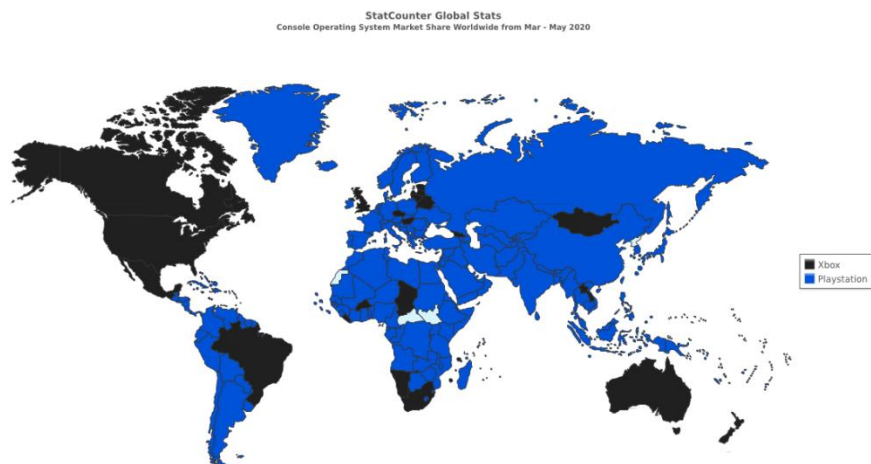 StatCounter Global Stats
Console Operating System Market Share Worldwide from Mar - May 2020
Xbox
Playstation